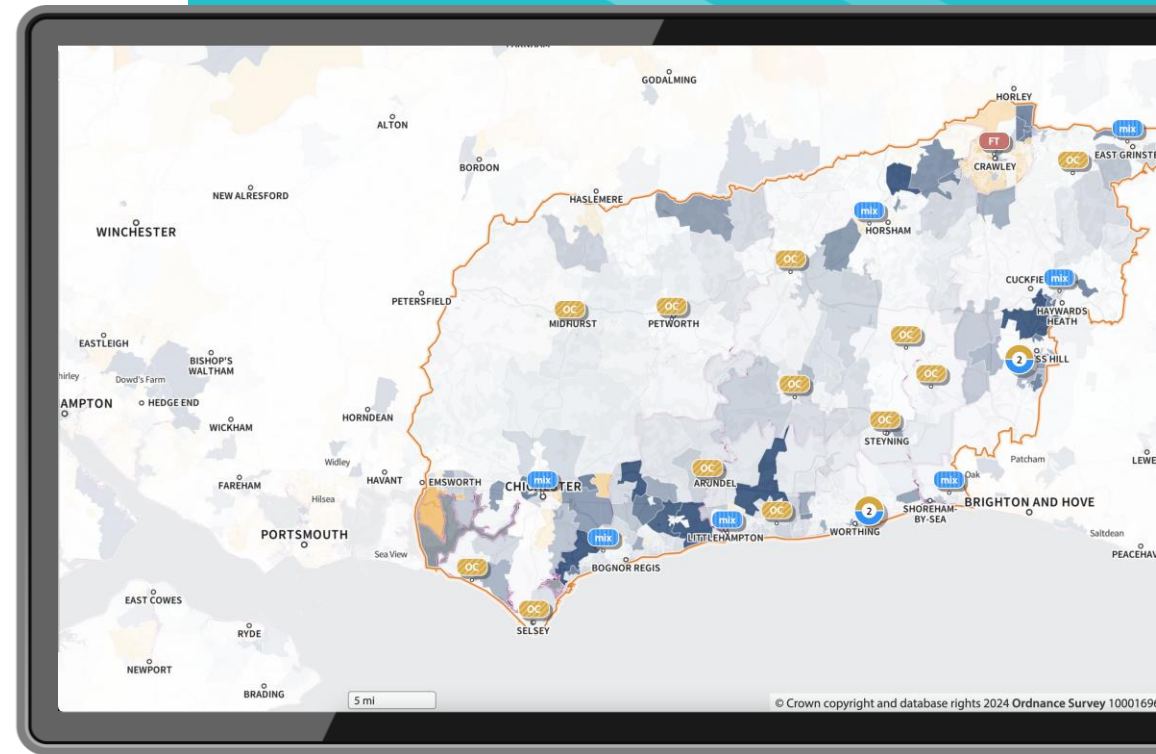 GODALMING
HORLEY
ALTON
mix
FT
EAST GRINSTE
OC
CRAWLEY
BORDON
NEW ALRESFORD
HASLEMERE
mix
HORSHAM
WINCHESTER
OC
CUCKFIE
mix
PETERSFIELD
OC
OC
HAYWARDS
HEATH
MIDHURST
PETWORTH
OC
EASTLEIGH
BISHOP'S
WALTHAM
2
SS HILL
hirley
Dowd's Farm
OC
OC
AMPTON
HEDGE END
HORNDEAN
WICKHAM
OC
STEYNING
Widley
Patcham
LEWE
OC
ARUNDEL
HAVANT
EMSWORTH
mix
CHI
TER
FAREHAM
Hilsea
mix
Oak
BRIGHTON AND HOVE
SHOREHAM-
BY-SEA
OC
2
mix
LITTLEHAMPTON
WORTHING
PORTSMOUTH
mix
Saltdean
Sea View
BOGNOR REGIS
PEACEHAV
OC
EAST COWES
OC
SELSEY
RYDE
NEWPORT
BRADING
5 mi
© Crown copyright and database rights 2024 Ordnance Survey 10001696